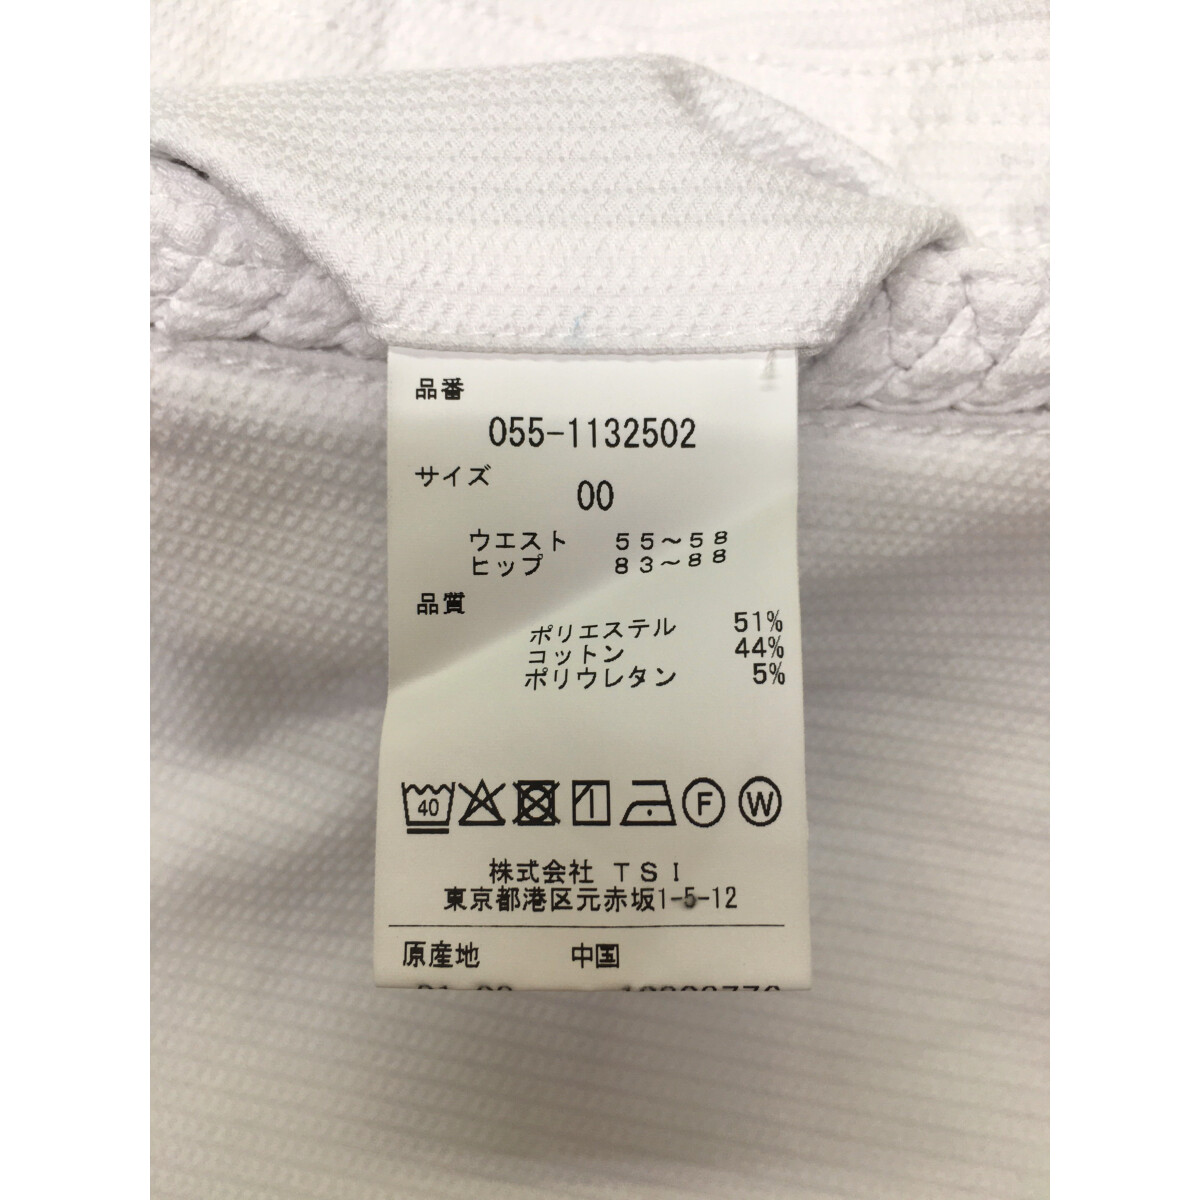 品番
055-1132502
サイズ
00
ウエスト 55～58
ヒップ 83～88
品質
ポリエステル 51%
コットン 44%
ポリウレタン 5%
40 F W
株式会社 TSI
東京都港区元赤坂1-5-12
原産地 中国